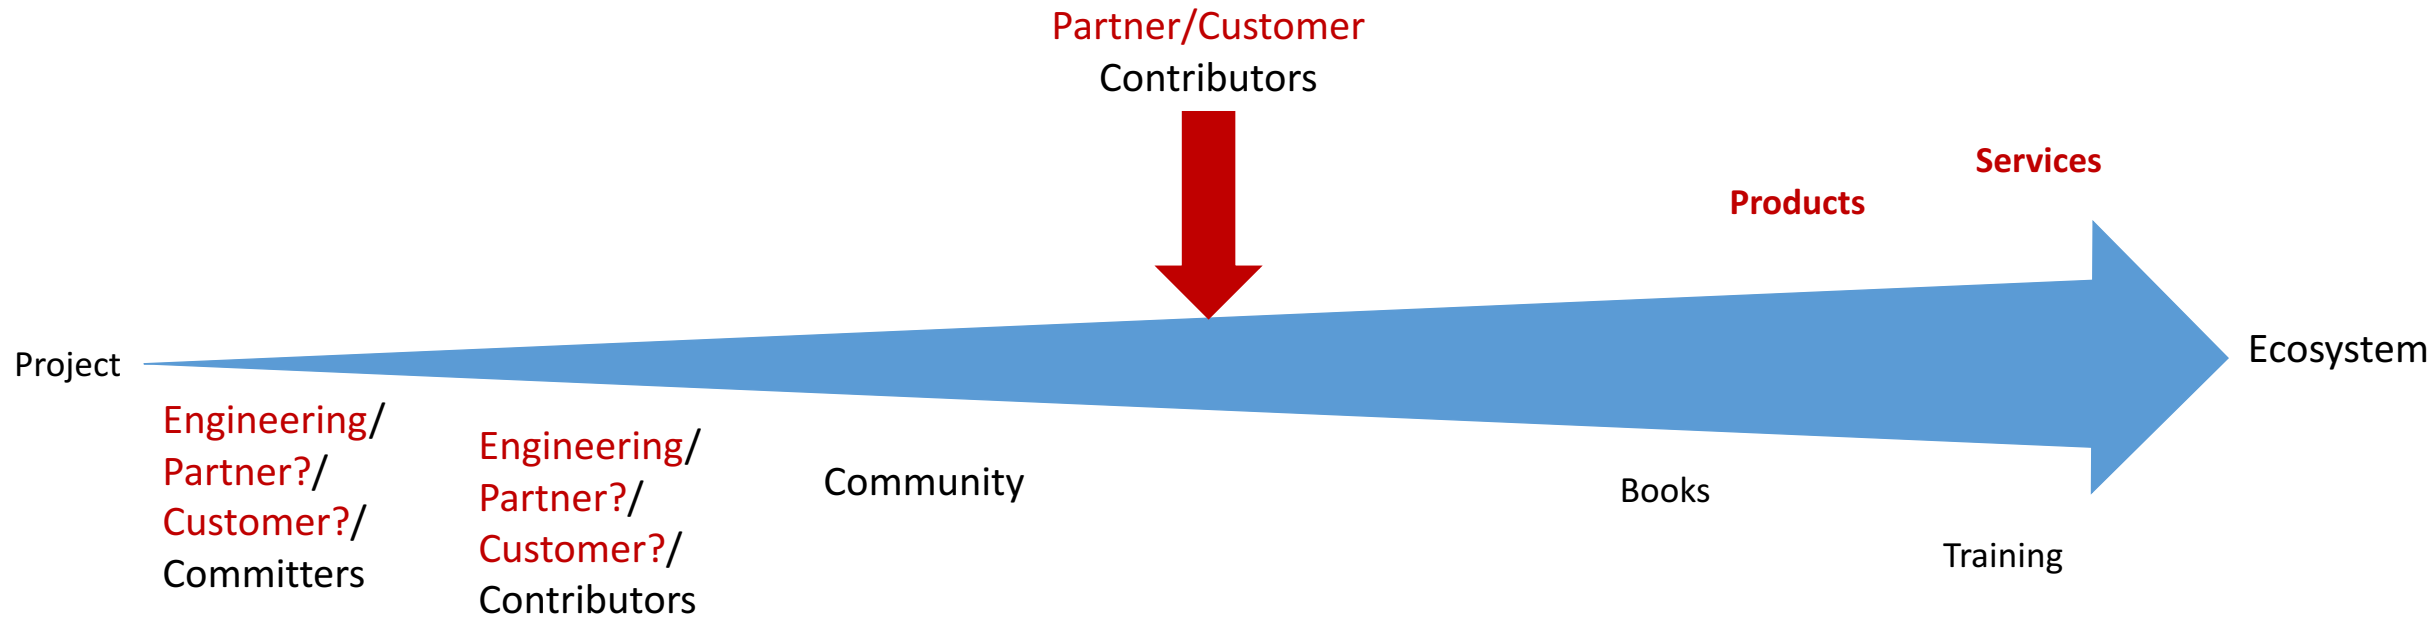 Partner/Customer
Contributors
Services
Products
Project
Ecosystem
Engineering/
Partner?/
Customer?/
Committers
Engineering/
Partner?/
Customer?/
Contributors
Community
Books
Training